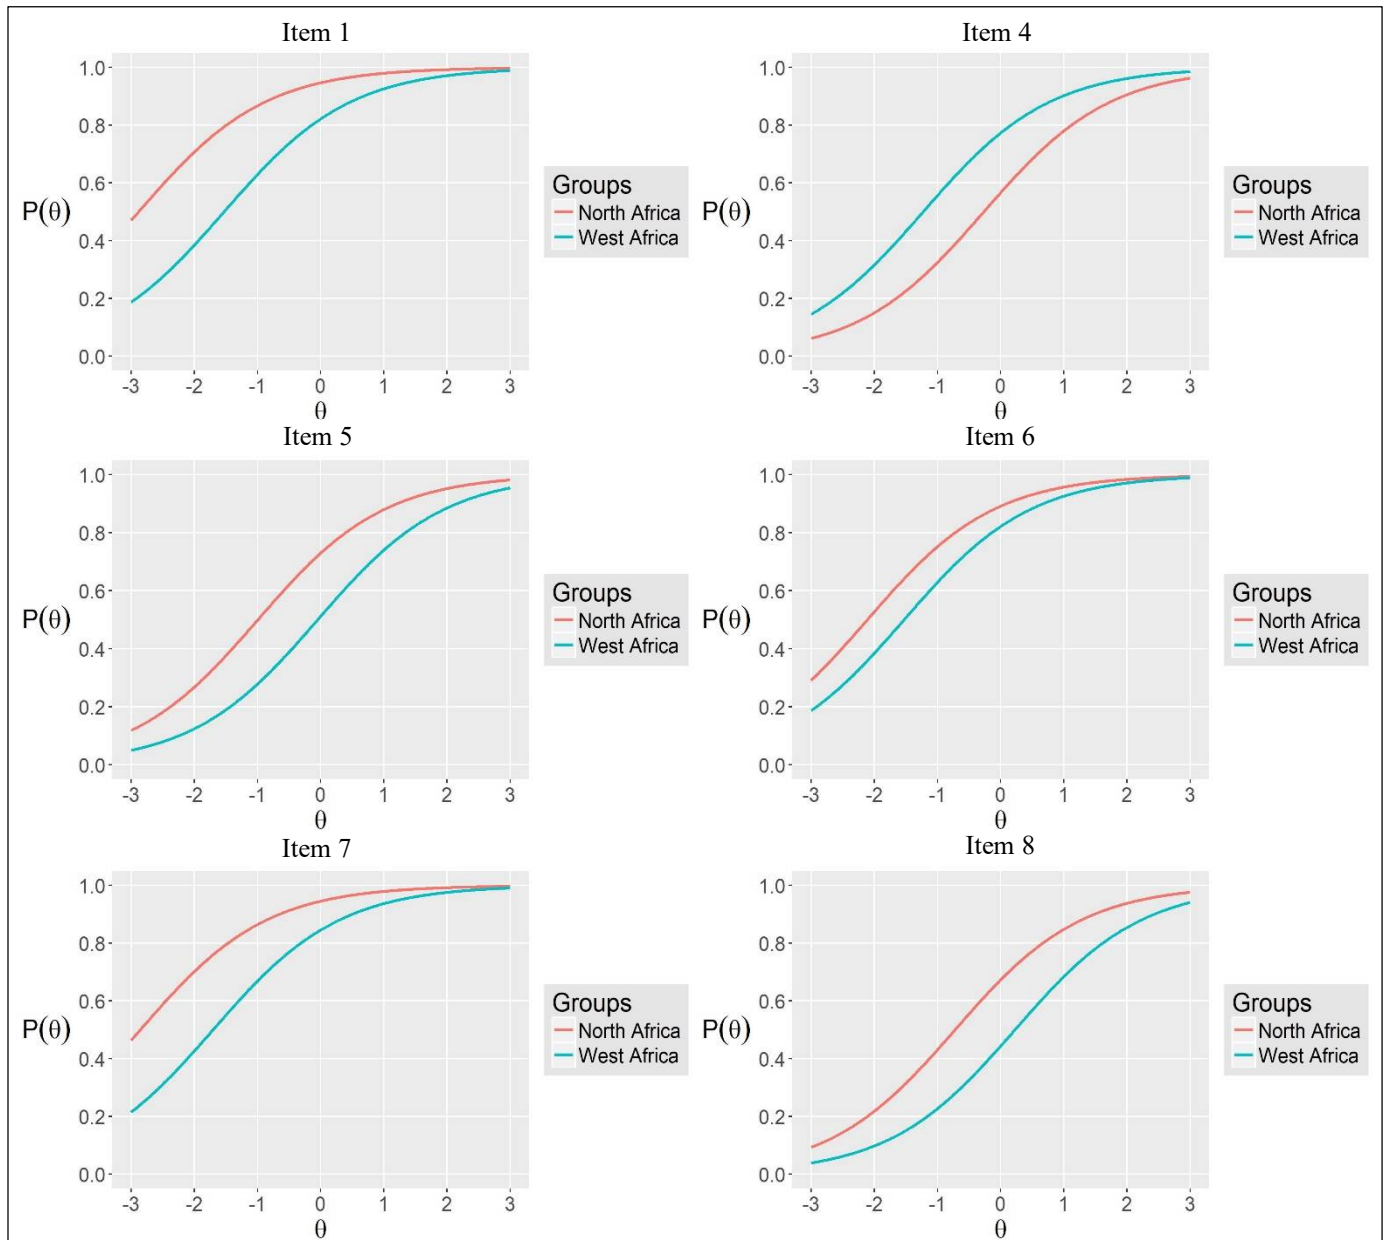 Item 1
1.0
0.8
0.6
0.4
0.2
0.0
P(θ)
-3 -2 -1 0 1 2 3
θ
Groups
North Africa
West Africa
Item 4
1.0
0.8
0.6
0.4
0.2
0.0
P(θ)
-3 -2 -1 0 1 2 3
θ
Groups
North Africa
West Africa
Item 5
1.0
0.8
0.6
0.4
0.2
0.0
P(θ)
-3 -2 -1 0 1 2 3
θ
Groups
North Africa
West Africa
Item 6
1.0
0.8
0.6
0.4
0.2
0.0
P(θ)
-3 -2 -1 0 1 2 3
θ
Groups
North Africa
West Africa
Item 7
1.0
0.8
0.6
0.4
0.2
0.0
P(θ)
-3 -2 -1 0 1 2 3
θ
Groups
North Africa
West Africa
Item 8
1.0
0.8
0.6
0.4
0.2
0.0
P(θ)
-3 -2 -1 0 1 2 3
θ
Groups
North Africa
West Africa